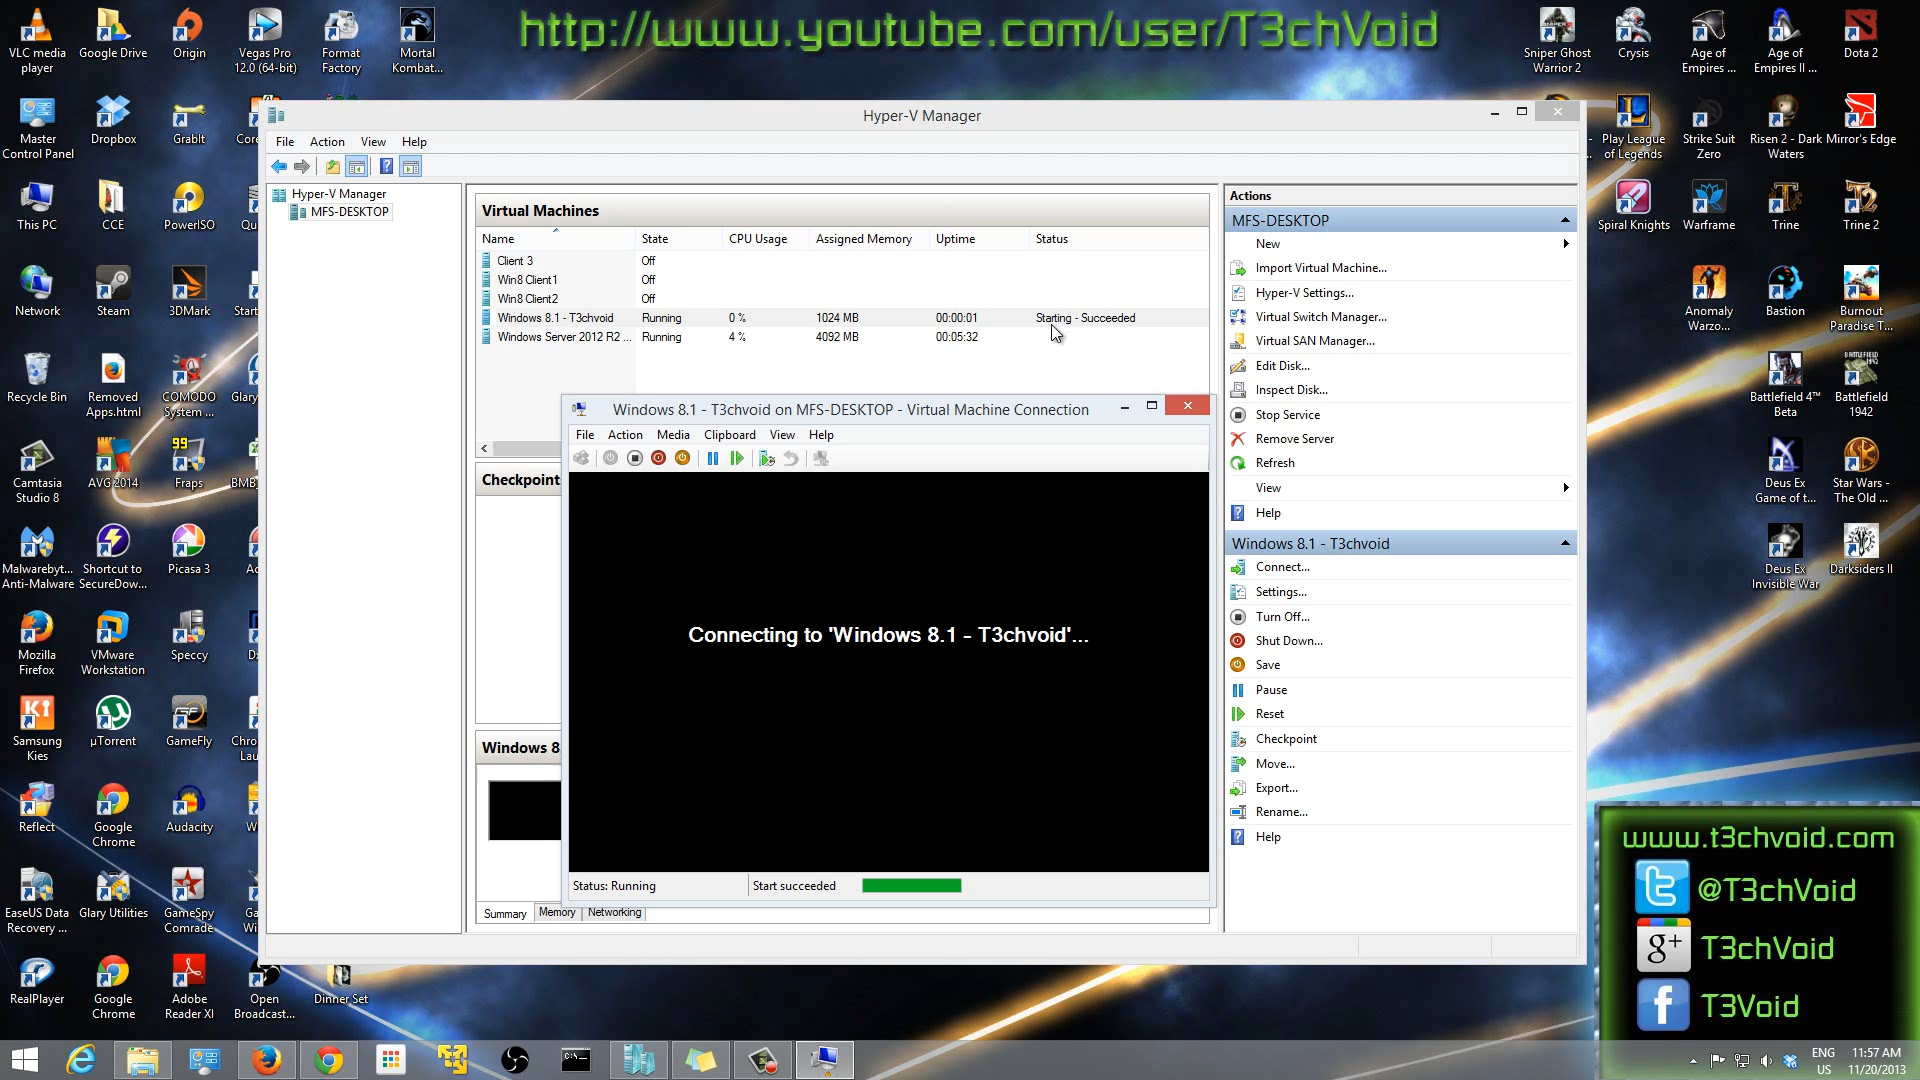 http://www.youtube.com/user/T3chVoid
VLC media player
Google Drive
Origin
Vegas Pro 12.0 (64-bit)
Format Factory
Mortal Kombat...
Sniper Ghost Warrior 2
Crysis
Age of Empires ...
Age of Empires II ...
Dota 2
Master Control Panel
Dropbox
GrabIt
Play League of Legends
Strike Suit Zero
Risen 2 - Dark Waters
Mirror's Edge
This PC
CCE
PowerISO
Spiral Knights
Warframe
Trine
Trine 2
Network
Steam
3DMark
Anomaly Warzo...
Bastion
Burnout Paradise T...
Recycle Bin
Removed Apps.html
COMODO System ...
Battlefield 4™ Beta
Battlefield 1942
Camtasia Studio 8
AVG 2014
99
Fraps
Deus Ex Game of t...
Star Wars - The Old ...
Malwarebyt... Anti-Malware
Shortcut to SecureDow...
Picasa 3
Deus Ex Invisible War
Darksiders II
Mozilla Firefox
VMware Workstation
Speccy
Samsung Kies
µTorrent
GameFly
Reflect
Google Chrome
Audacity
EaseUS Data Recovery ...
Glary Utilities
GameSpy Comrade
RealPlayer
Google Chrome
Adobe Reader XI
Open Broadcast...
Dinner Set
Hyper-V Manager
File Action View Help
Hyper-V Manager
MFS-DESKTOP
Virtual Machines
Name State CPU Usage Assigned Memory Uptime Status
Client 3 Off
Win8 Client1 Off
Win8 Client2 Off
Windows 8.1 - T3chvoid Running 0 % 1024 MB 00:00:01 Starting - Succeeded
Windows Server 2012 R2 ... Running 4 % 4092 MB 00:05:32
Checkpoint
Windows 8
Summary Memory Networking
Windows 8.1 - T3chvoid on MFS-DESKTOP - Virtual Machine Connection
File Action Media Clipboard View Help
Connecting to 'Windows 8.1 - T3chvoid'...
Status: Running Start succeeded
Actions
MFS-DESKTOP
New
Import Virtual Machine...
Hyper-V Settings...
Virtual Switch Manager...
Virtual SAN Manager...
Edit Disk...
Inspect Disk...
Stop Service
Remove Server
Refresh
View
Help
Windows 8.1 - T3chvoid
Connect...
Settings...
Turn Off...
Shut Down...
Save
Pause
Reset
Checkpoint
Move...
Export...
Rename...
Help
www.t3chvoid.com
@T3chVoid
g+ T3chVoid
f T3Void
ENG US
11:57 AM
11/20/2013